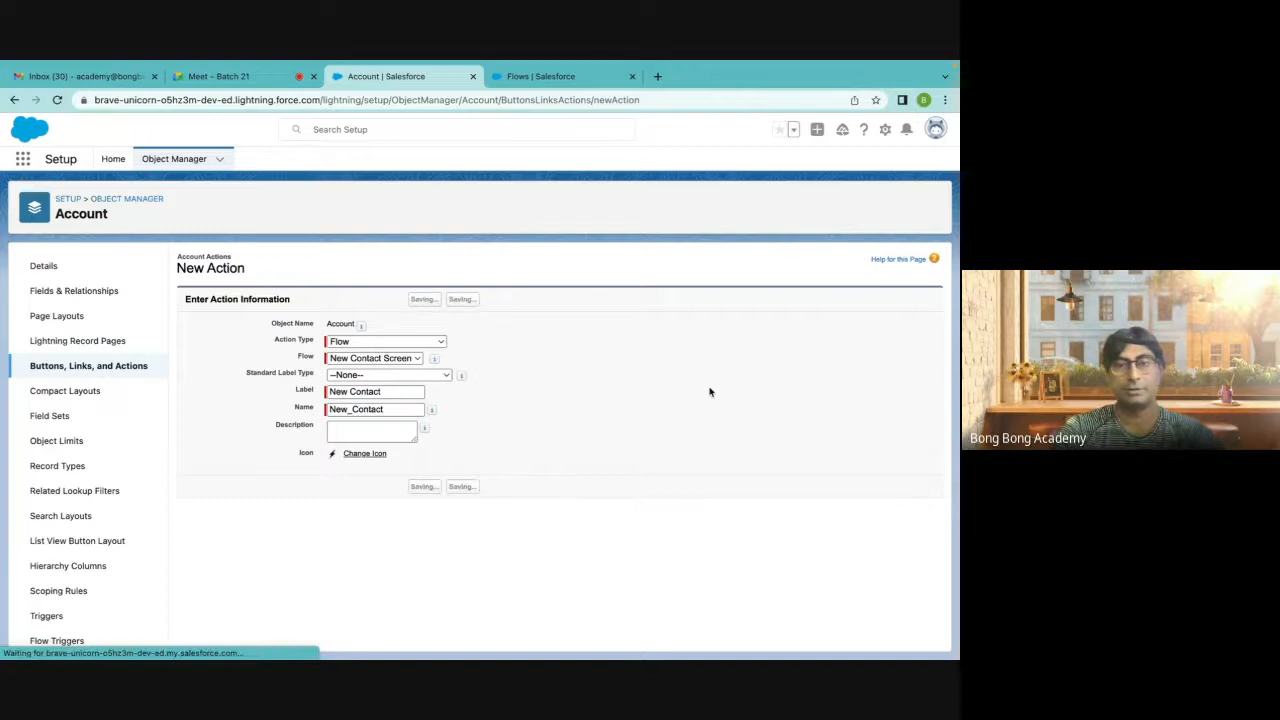 Inbox (30) - academy@bongb
Meet – Batch 21
Account | Salesforce
Flows | Salesforce
brave-unicorn-o5hz3m-dev-ed.lightning.force.com/lightning/setup/ObjectManager/Account/ButtonsLinksActions/newAction
B
Search Setup
Setup
Home
Object Manager
SETUP > OBJECT MANAGER
Account
Details
Fields & Relationships
Page Layouts
Lightning Record Pages
Buttons, Links, and Actions
Compact Layouts
Field Sets
Object Limits
Record Types
Related Lookup Filters
Search Layouts
List View Button Layout
Hierarchy Columns
Scoping Rules
Triggers
Flow Triggers
Account Actions
New Action
Help for this Page
Enter Action Information
Saving... Saving...
Object Name Account
Action Type Flow
Flow New Contact Screen
Standard Label Type --None--
Label New Contact
Name New_Contact
Description
Icon Change Icon
Saving... Saving...
Waiting for brave-unicorn-o5hz3m-dev-ed.my.salesforce.com...
Bong Bong Academy